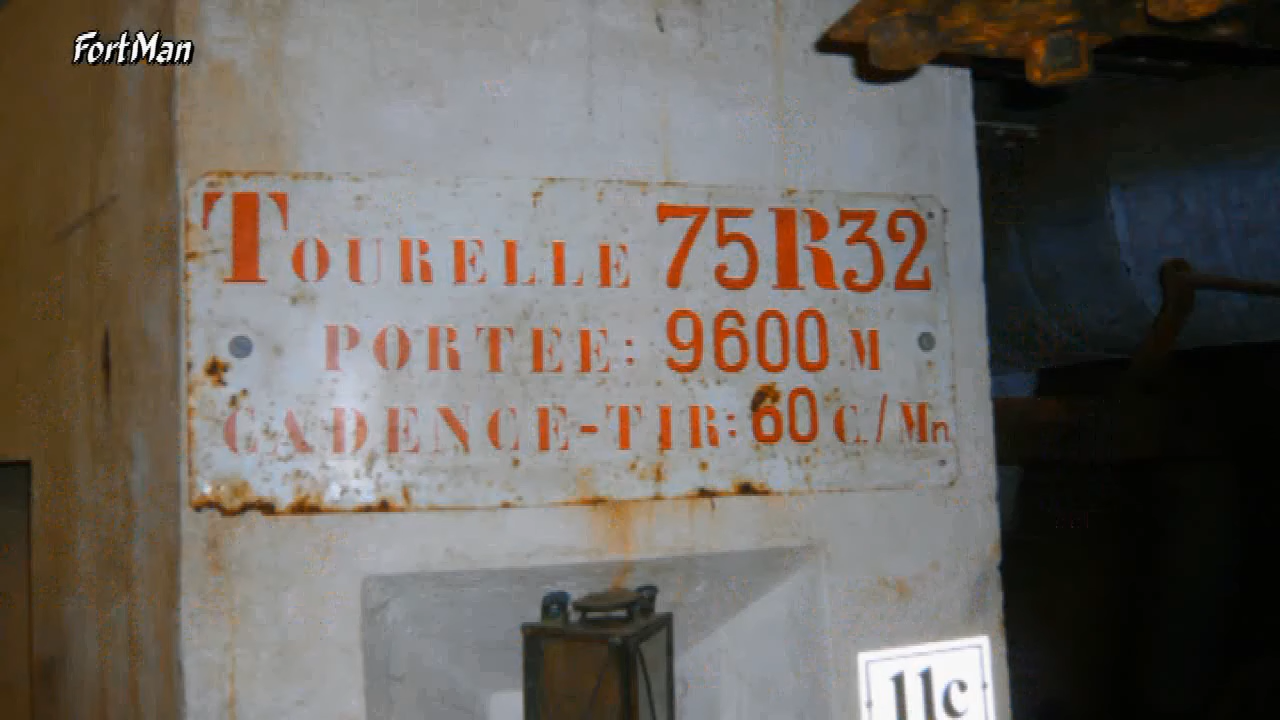 FortMan
TOURELLE 75R32
PORTEE: 9600 M
CADENCE-TIR: 60 C/Mn
11c